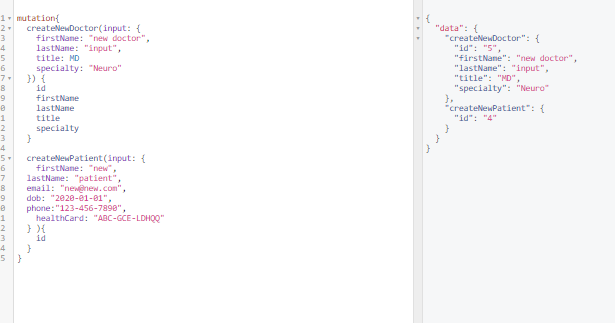 1 mutation{
2 createNewDoctor(input: {
3 firstName: "new doctor",
4 lastName: "input",
5 title: MD
6 specialty: "Neuro"
7 }) {
8 id
9 firstName
0 lastName
1 title
2 specialty
3 }
4
5 createNewPatient(input: {
6 firstName: "new",
7 lastName: "patient",
8 email: "new@new.com",
9 dob: "2020-01-01",
0 phone:"123-456-7890",
1 healthCard: "ABC-GCE-LDHQQ"
2 } ){
3 id
4 }
5 }
{
"data": {
"createNewDoctor": {
"id": "5",
"firstName": "new doctor",
"lastName": "input",
"title": "MD",
"specialty": "Neuro"
},
"createNewPatient": {
"id": "4"
}
}
}